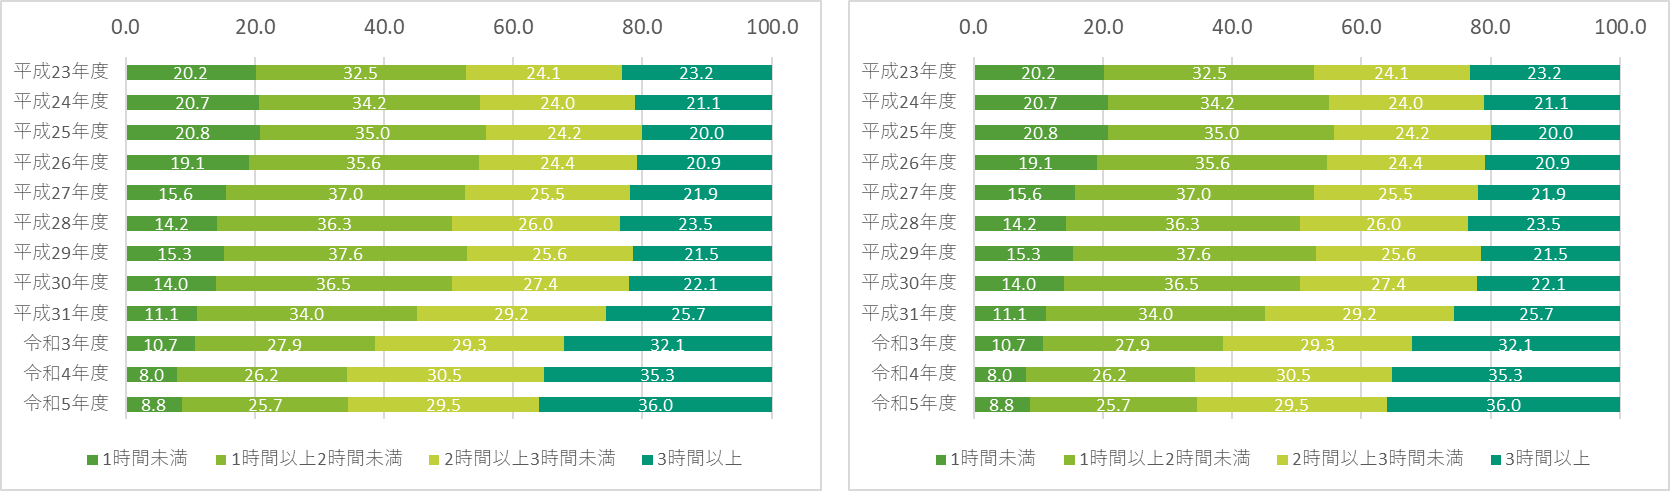 0.0 20.0 40.0 60.0 80.0 100.0
平成23年度 20.2 32.5 24.1 23.2
平成24年度 20.7 34.2 24.0 21.1
平成25年度 20.8 35.0 24.2 20.0
平成26年度 19.1 35.6 24.4 20.9
平成27年度 15.6 37.0 25.5 21.9
平成28年度 14.2 36.3 26.0 23.5
平成29年度 15.3 37.6 25.6 21.5
平成30年度 14.0 36.5 27.4 22.1
平成31年度 11.1 34.0 29.2 25.7
令和3年度 10.7 27.9 29.3 32.1
令和4年度 8.0 26.2 30.5 35.3
令和5年度 8.8 25.7 29.5 36.0
1時間未満 1時間以上2時間未満 2時間以上3時間未満 3時間以上
0.0 20.0 40.0 60.0 80.0 100.0
平成23年度 20.2 32.5 24.1 23.2
平成24年度 20.7 34.2 24.0 21.1
平成25年度 20.8 35.0 24.2 20.0
平成26年度 19.1 35.6 24.4 20.9
平成27年度 15.6 37.0 25.5 21.9
平成28年度 14.2 36.3 26.0 23.5
平成29年度 15.3 37.6 25.6 21.5
平成30年度 14.0 36.5 27.4 22.1
平成31年度 11.1 34.0 29.2 25.7
令和3年度 10.7 27.9 29.3 32.1
令和4年度 8.0 26.2 30.5 35.3
令和5年度 8.8 25.7 29.5 36.0
1時間未満 1時間以上2時間未満 2時間以上3時間未満 3時間以上